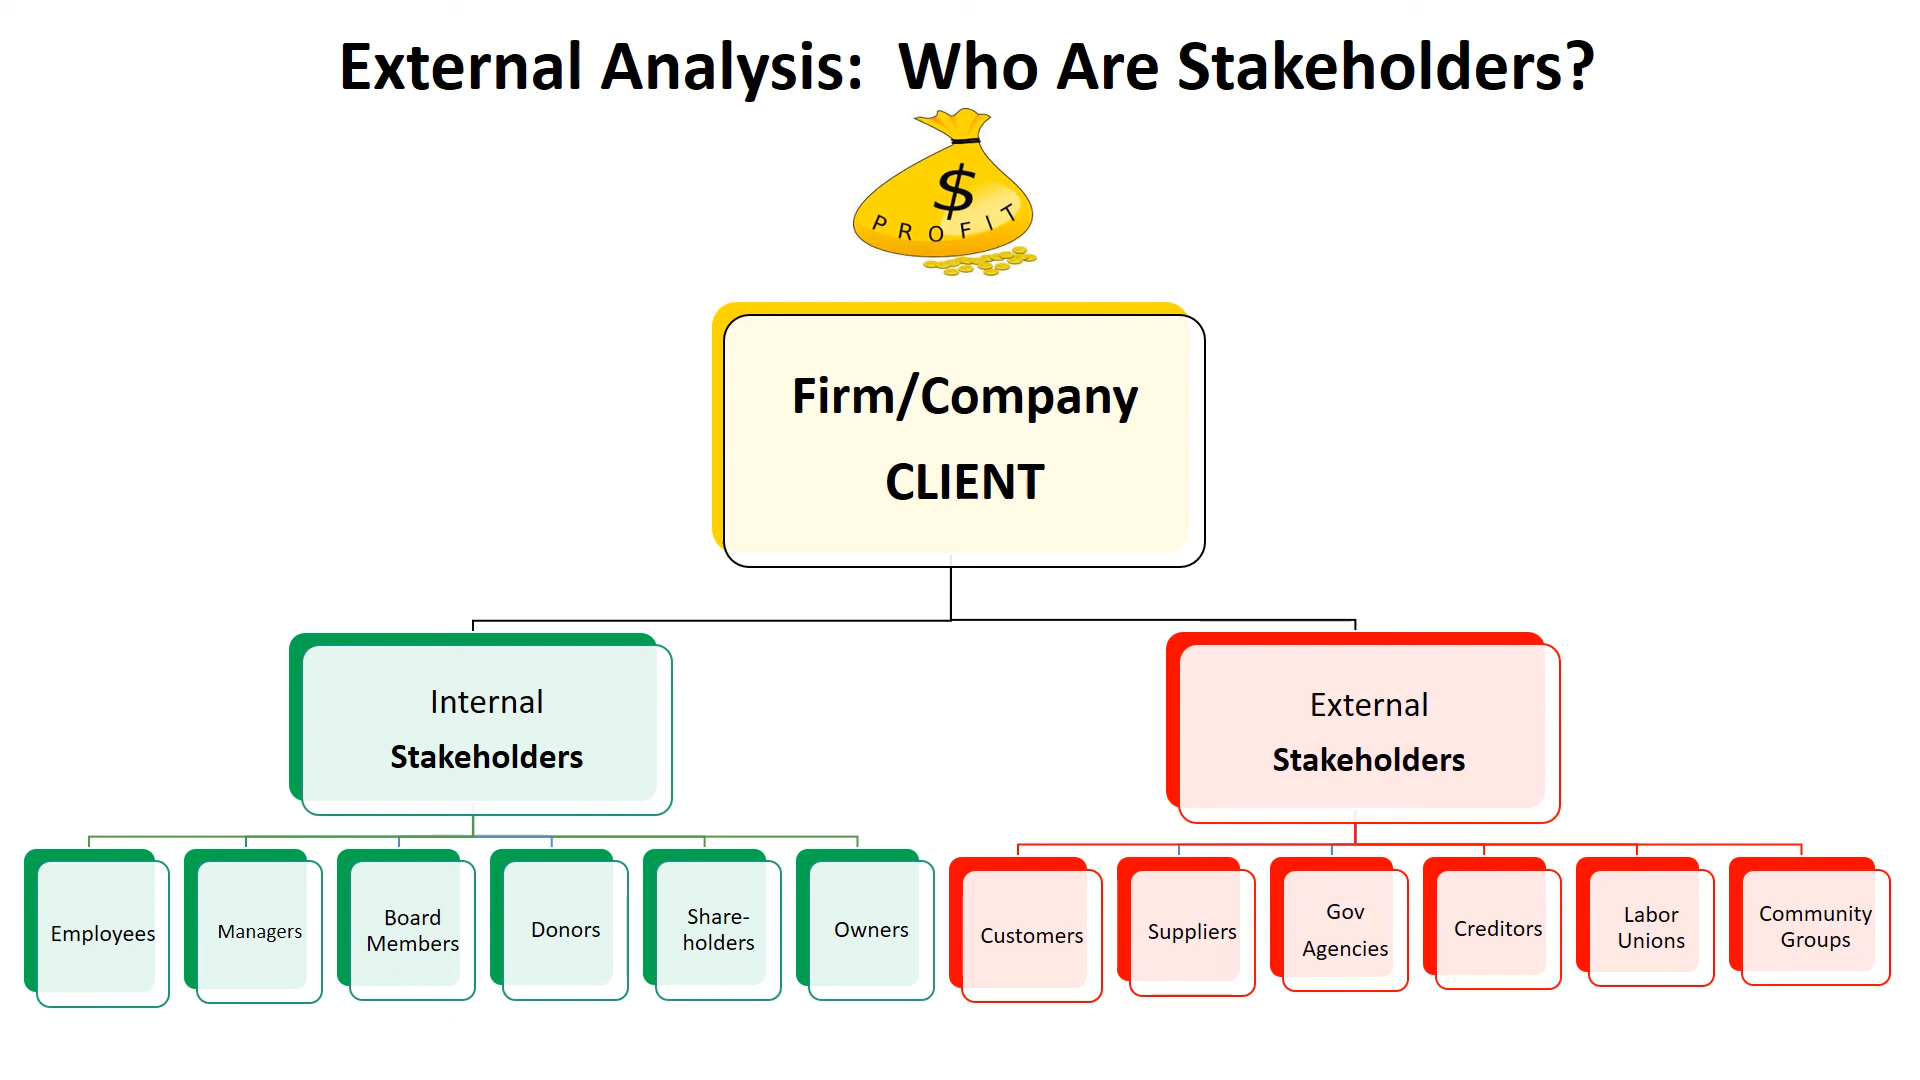 External Analysis:  Who Are Stakeholders?
$
PROFIT
Firm/Company
CLIENT
Internal
Stakeholders
External
Stakeholders
Employees
Managers
Board
Members
Donors
Share-
holders
Owners
Customers
Suppliers
Gov
Agencies
Creditors
Labor
Unions
Community
Groups